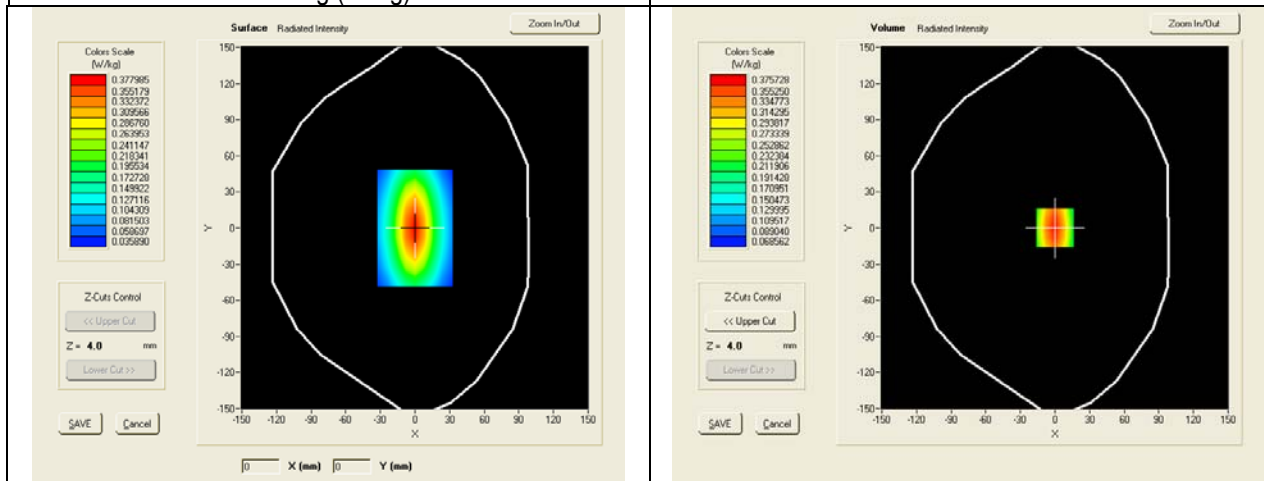 Surface Radiated Intensity
Zoom In/Out
Colors Scale
(W/kg)
0.377985
0.355179
0.332372
0.309566
0.286760
0.263953
0.241147
0.218341
0.195534
0.172728
0.149922
0.127116
0.104309
0.081503
0.058697
0.035890
Z-Cuts Control
<< Upper Cut
Z = 4.0 mm
Lower Cut >>
SAVE Cancel
150
120
90
60
30
0
-30
-60
-90
-120
-150
Y
-150 -120 -90 -60 -30 0 30 60 90 120 150
X
0 X (mm) 0 Y (mm)
Volume Radiated Intensity
Zoom In/Out
Colors Scale
(W/kg)
0.375728
0.355250
0.334773
0.314295
0.293817
0.273339
0.252862
0.232384
0.211906
0.191428
0.170951
0.150473
0.129995
0.109517
0.089040
0.068562
Z-Cuts Control
<< Upper Cut
Z = 4.0 mm
Lower Cut >>
SAVE Cancel
150
120
90
60
30
0
-30
-60
-90
-120
-150
Y
-150 -120 -90 -60 -30 0 30 60 90 120 150
X